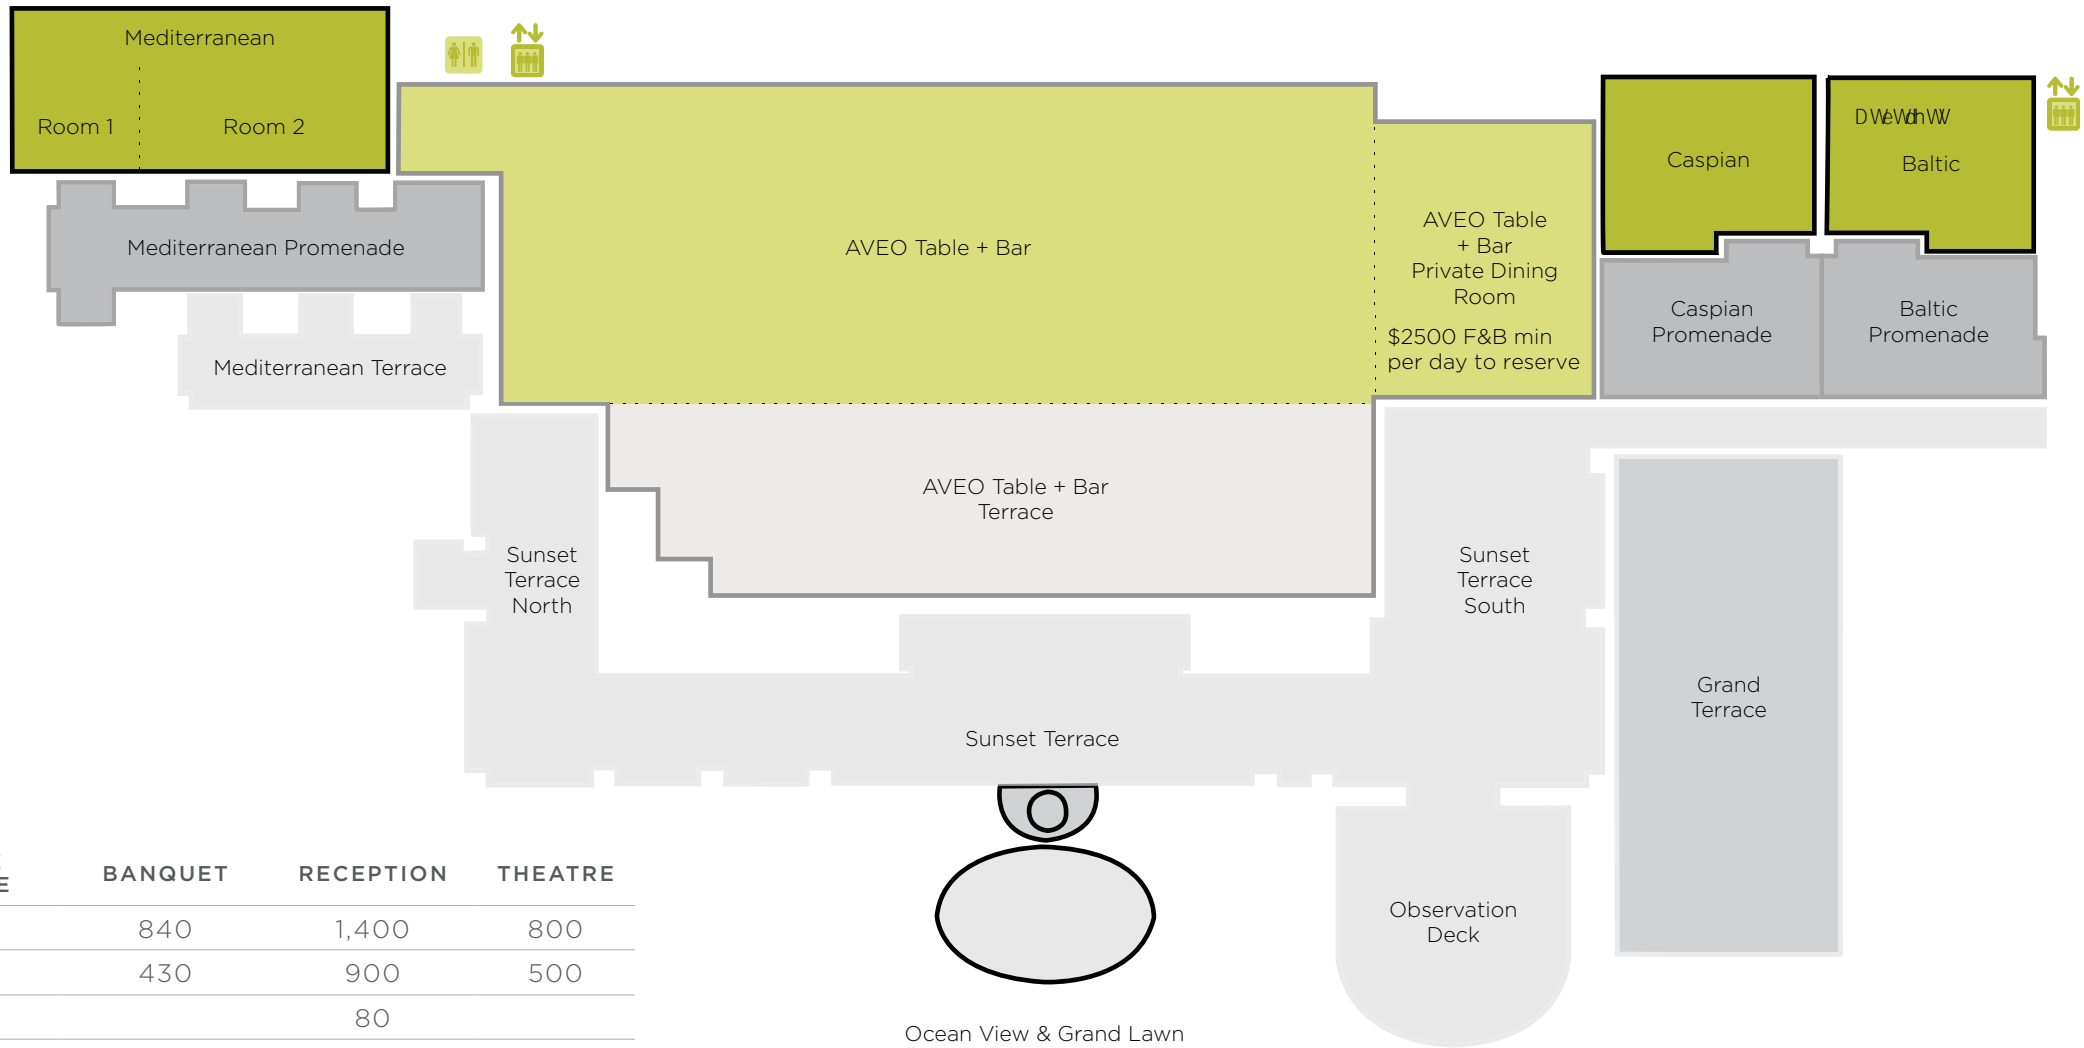 Mediterranean
Room 1
Room 2
Mediterranean Promenade
Mediterranean Terrace
AVEO Table + Bar
AVEO Table
+ Bar
Private Dining
Room
$2500 F&B min
per day to reserve
Caspian
Baltic
Caspian
Promenade
Baltic
Promenade
AVEO Table + Bar
Terrace
Sunset
Terrace
North
Sunset
Terrace
South
Sunset Terrace
Grand
Terrace
Observation
Deck
Ocean View & Grand Lawn
BANQUET RECEPTION THEATRE
840 1,400 800
430 900 500
80